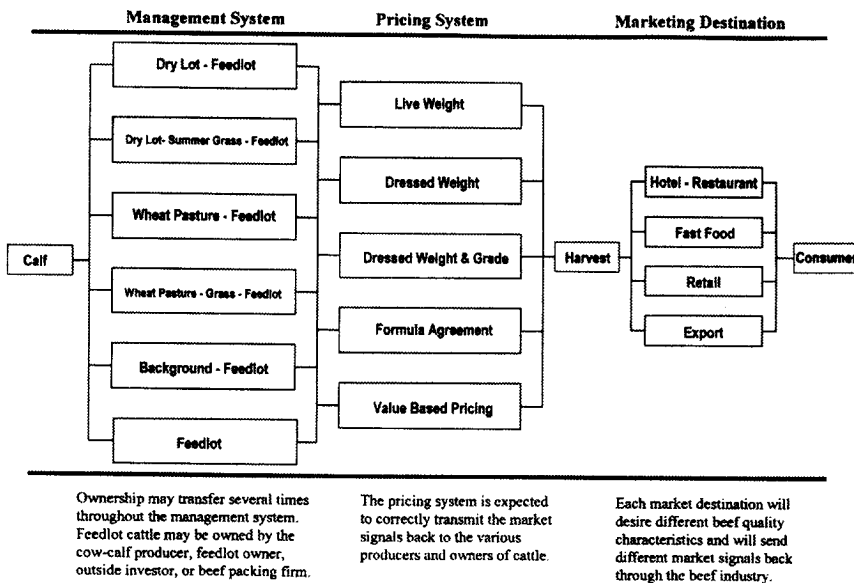 Management System
Pricing System
Marketing Destination
Dry Lot - Feedlot
Dry Lot- Summer Grass - Feedlot
Wheat Pasture - Feedlot
Wheat Pasture - Grass - Feedlot
Background - Feedlot
Feedlot
Calf
Live Weight
Dressed Weight
Dressed Weight & Grade
Formula Agreement
Value Based Pricing
Harvest
Hotel - Restaurant
Fast Food
Retail
Export
Consumer
Ownership may transfer several times
throughout the management system.
Feedlot cattle may be owned by the
cow-calf producer, feedlot owner,
outside investor, or beef packing firm.
The pricing system is expected
to correctly transmit the market
signals back to the various
producers and owners of cattle.
Each market destination will
desire different beef quality
characteristics and will send
different market signals back
through the beef industry.